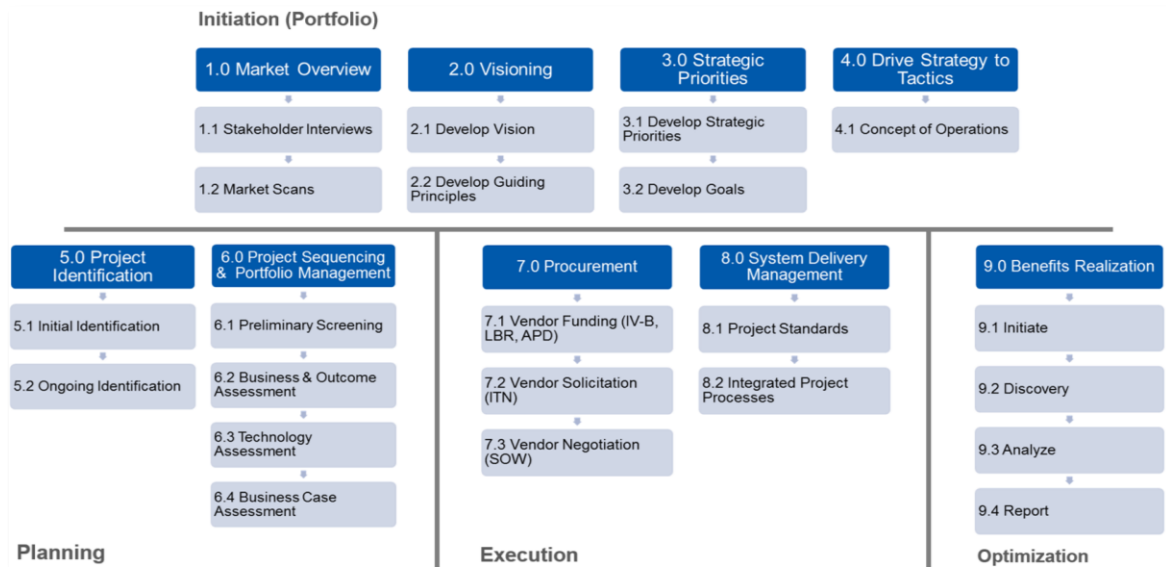 Initiation (Portfolio)
1.0 Market Overview
1.1 Stakeholder Interviews
1.2 Market Scans
2.0 Visioning
2.1 Develop Vision
2.2 Develop Guiding
Principles
3.0 Strategic
Priorities
3.1 Develop Strategic
Priorities
3.2 Develop Goals
4.0 Drive Strategy to
Tactics
4.1 Concept of Operations
5.0 Project
Identification
5.1 Initial Identification
5.2 Ongoing Identification
6.0 Project Sequencing
& Portfolio Management
6.1 Preliminary Screening
6.2 Business & Outcome
Assessment
6.3 Technology
Assessment
6.4 Business Case
Assessment
Planning
7.0 Procurement
7.1 Vendor Funding (IV-B,
LBR, APD)
7.2 Vendor Solicitation
(ITN)
7.3 Vendor Negotiation
(SOW)
8.0 System Delivery
Management
8.1 Project Standards
8.2 Integrated Project
Processes
Execution
9.0 Benefits Realization
9.1 Initiate
9.2 Discovery
9.3 Analyze
9.4 Report
Optimization